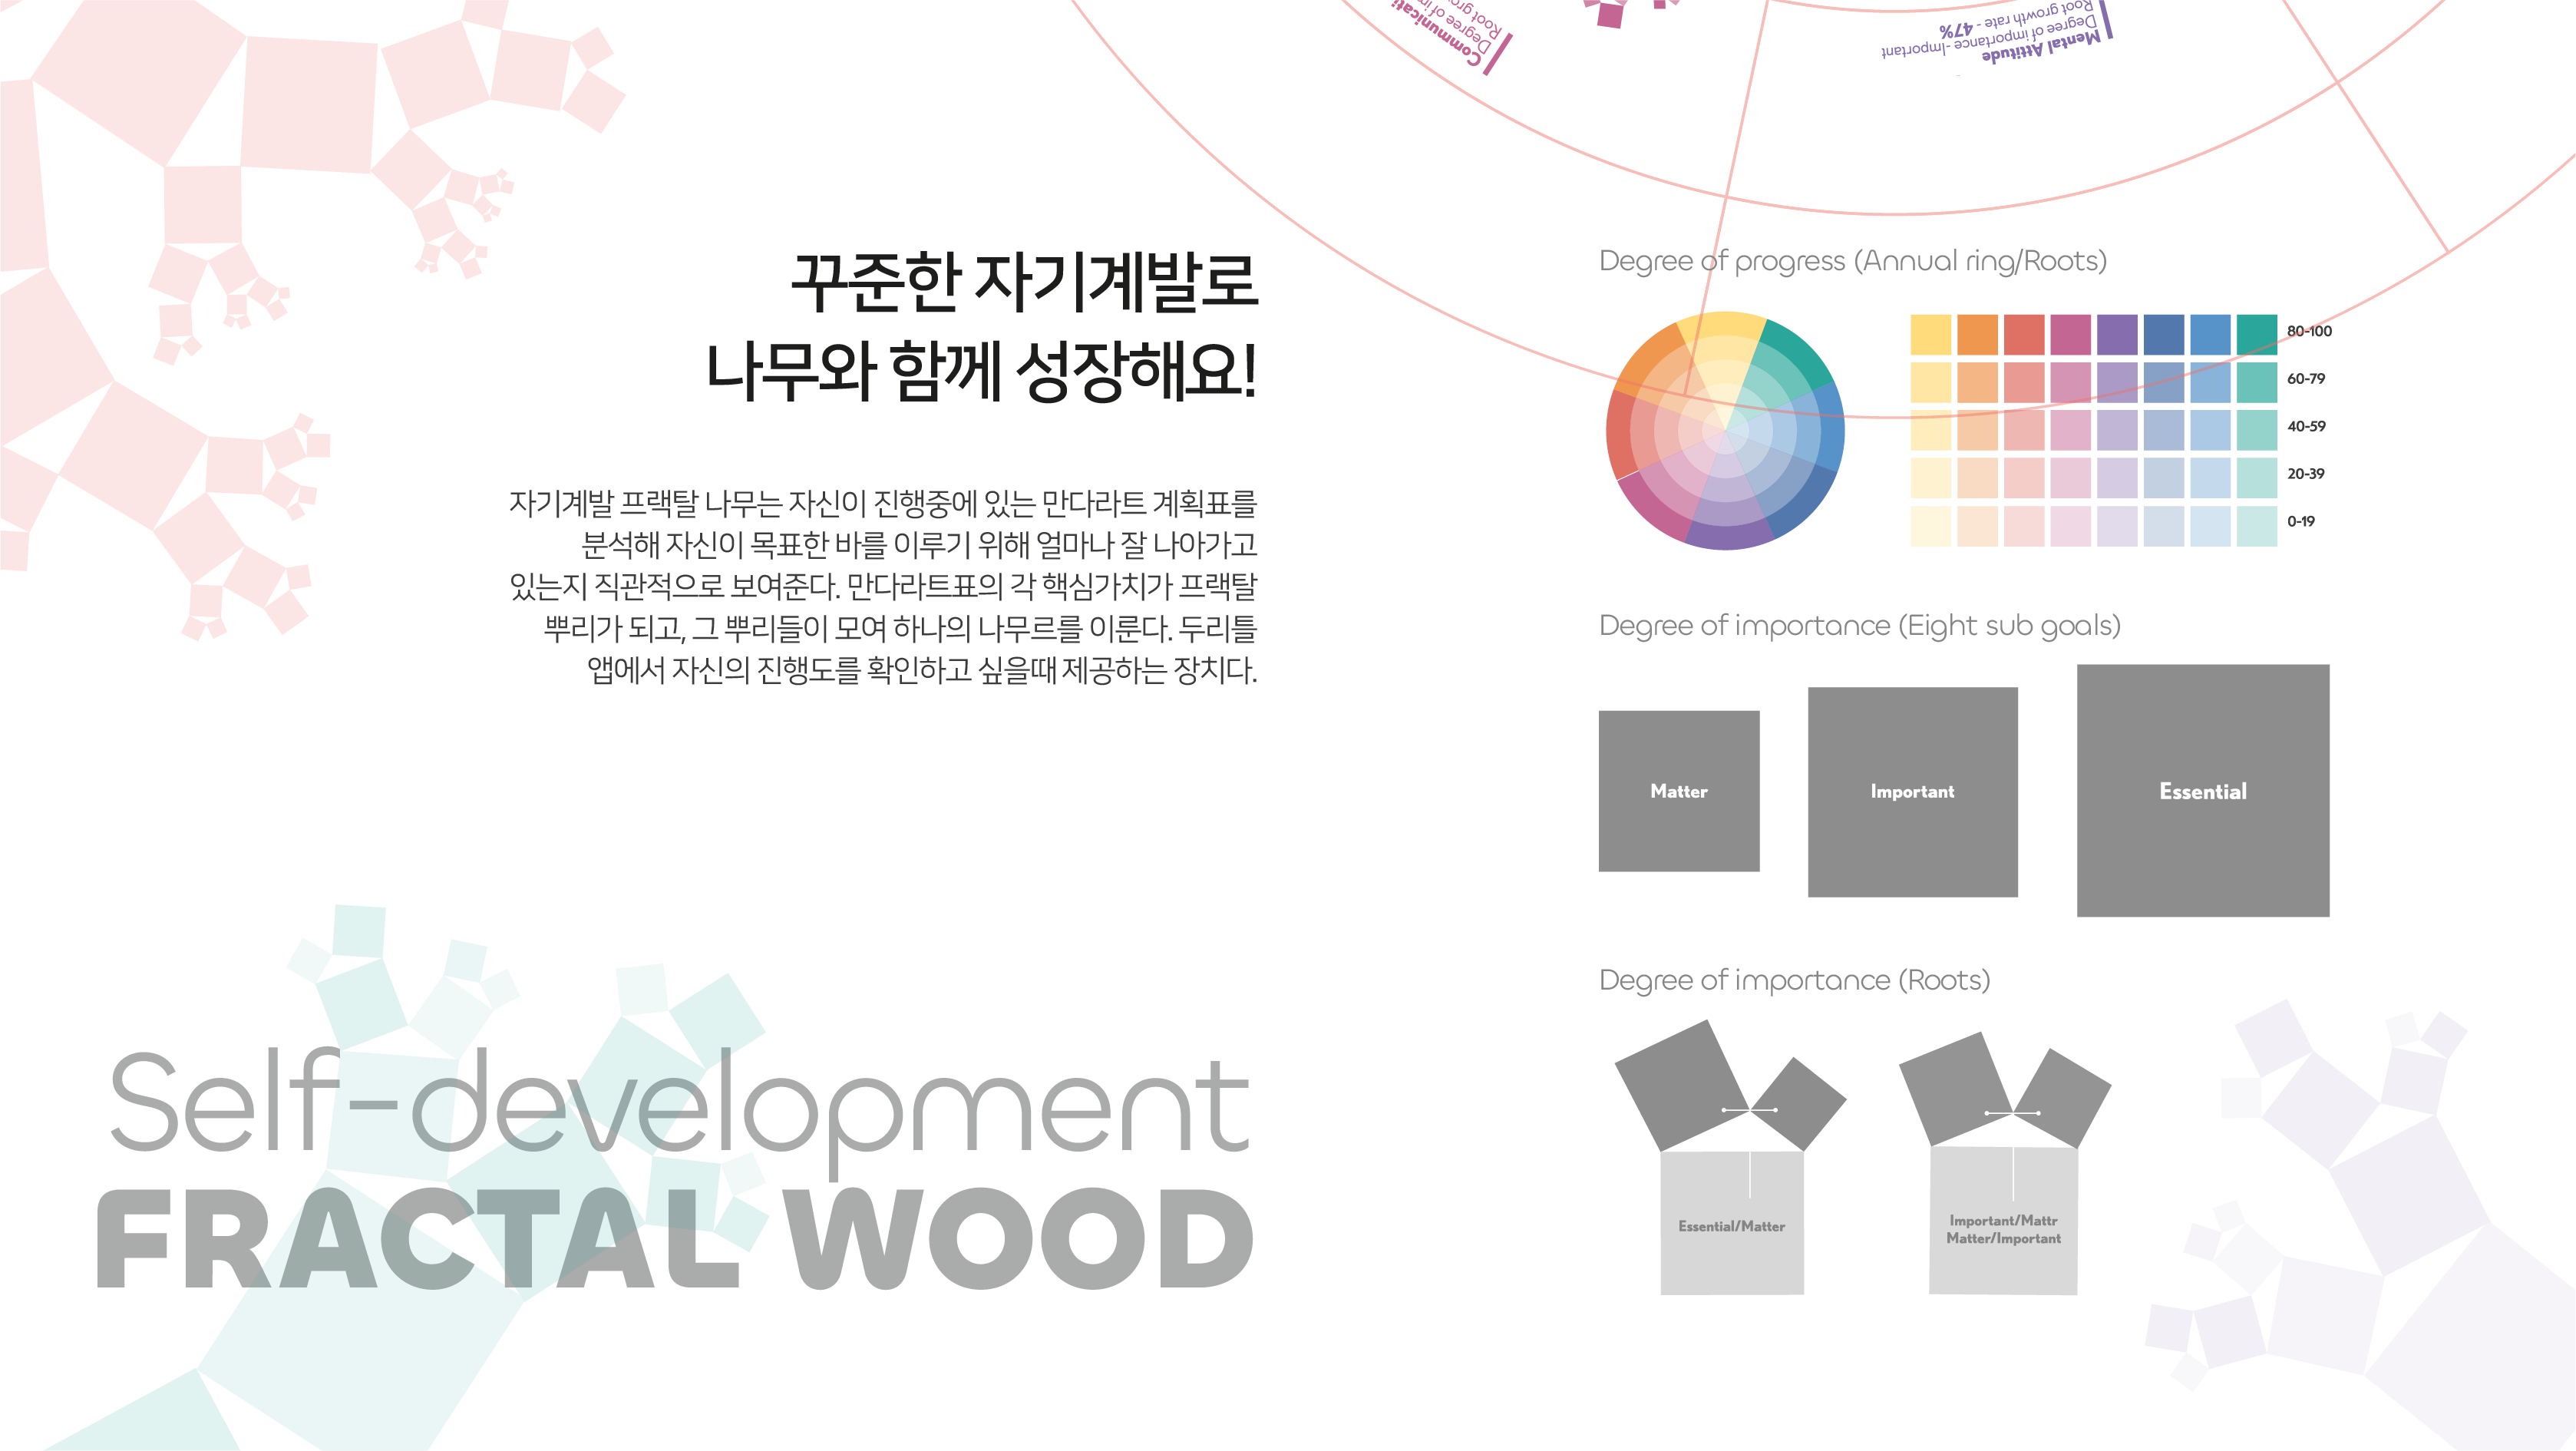 Communicati
Degree of im
Root grow
Mental Attitude
Degree of importance -Important
Root growth rate - 47%
꾸준한 자기계발로
나무와 함께 성장해요!
자기계발 프랙탈 나무는 자신이 진행중에 있는 만다라트 계획표를
분석해 자신이 목표한 바를 이루기 위해 얼마나 잘 나아가고
있는지 직관적으로 보여준다. 만다라트표의 각 핵심가치가 프랙탈
뿌리가 되고, 그 뿌리들이 모여 하나의 나무르를 이룬다. 두리틀
앱에서 자신의 진행도를 확인하고 싶을때 제공하는 장치다.
Self-development
FRACTAL WOOD
Degree of progress (Annual ring/Roots)
80-100
60-79
40-59
20-39
0-19
Degree of importance (Eight sub goals)
Matter
Important
Essential
Degree of importance (Roots)
Essential/Matter
Important/Mattr
Matter/Important